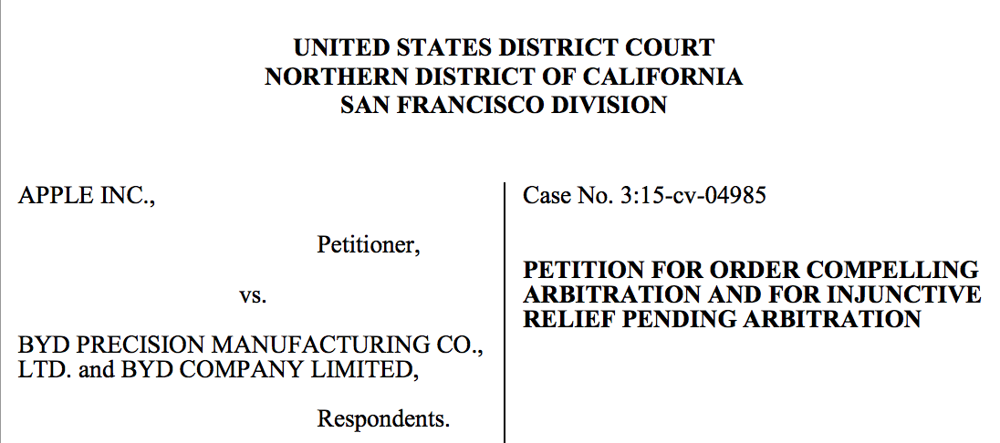 UNITED STATES DISTRICT COURT
NORTHERN DISTRICT OF CALIFORNIA
SAN FRANCISCO DIVISION
APPLE INC.,
Petitioner,
vs.
BYD PRECISION MANUFACTURING CO.,
LTD. and BYD COMPANY LIMITED,
Respondents.
Case No. 3:15-cv-04985
PETITION FOR ORDER COMPELLING
ARBITRATION AND FOR INJUNCTIVE
RELIEF PENDING ARBITRATION